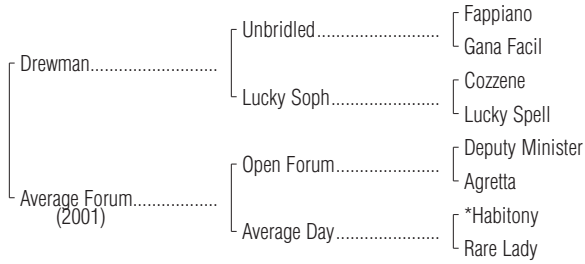 Fappiano
Unbridled..............................
Gana Facil
Drewman................................
Cozzene
Lucky Soph...........................
Lucky Spell
Deputy Minister
Open Forum..........................
Agretta
Average Forum.....................
(2001)
*Habitony
Average Day..........................
Rare Lady